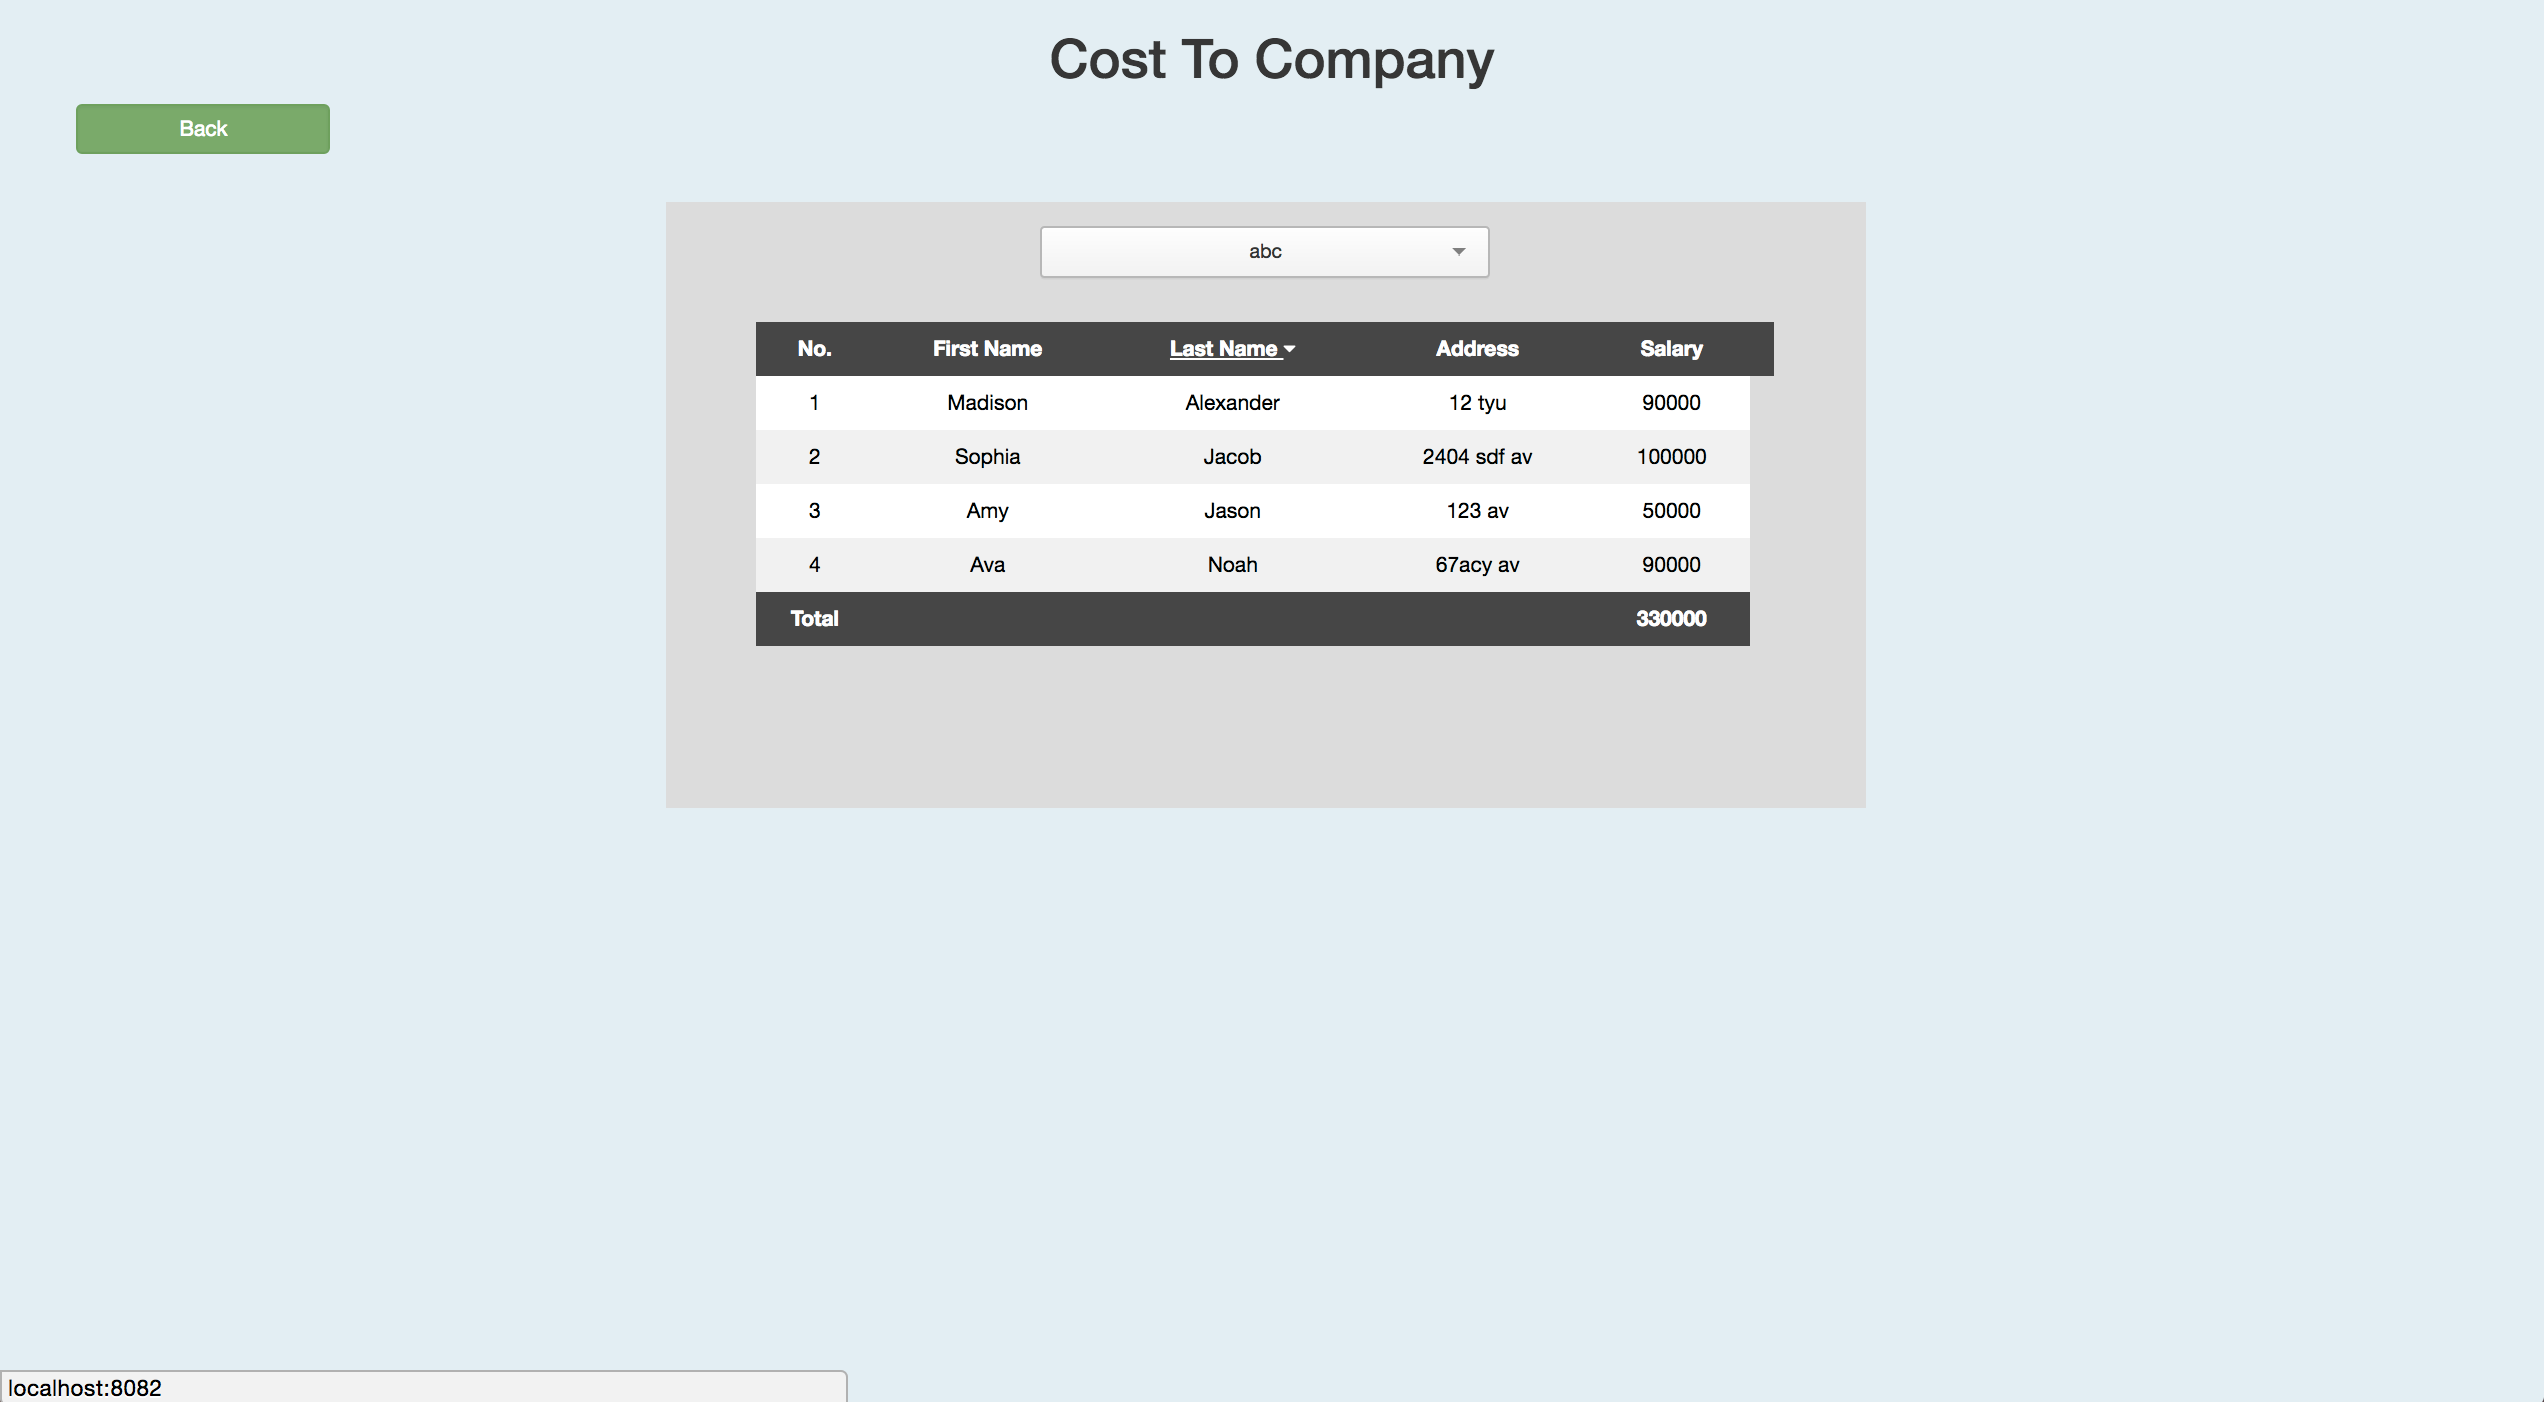 Cost To Company
Back
abc
No. First Name Last Name Address Salary
1 Madison Alexander 12 tyu 90000
2 Sophia Jacob 2404 sdf av 100000
3 Amy Jason 123 av 50000
4 Ava Noah 67acy av 90000
Total 330000
localhost:8082